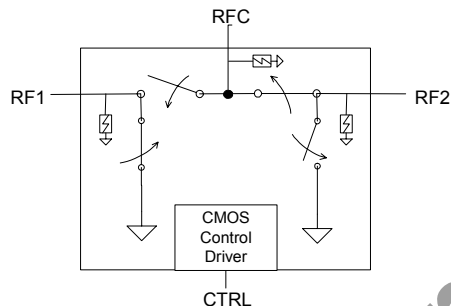 RFC
RF1
RF2
CMOS
Control
Driver
CTRL